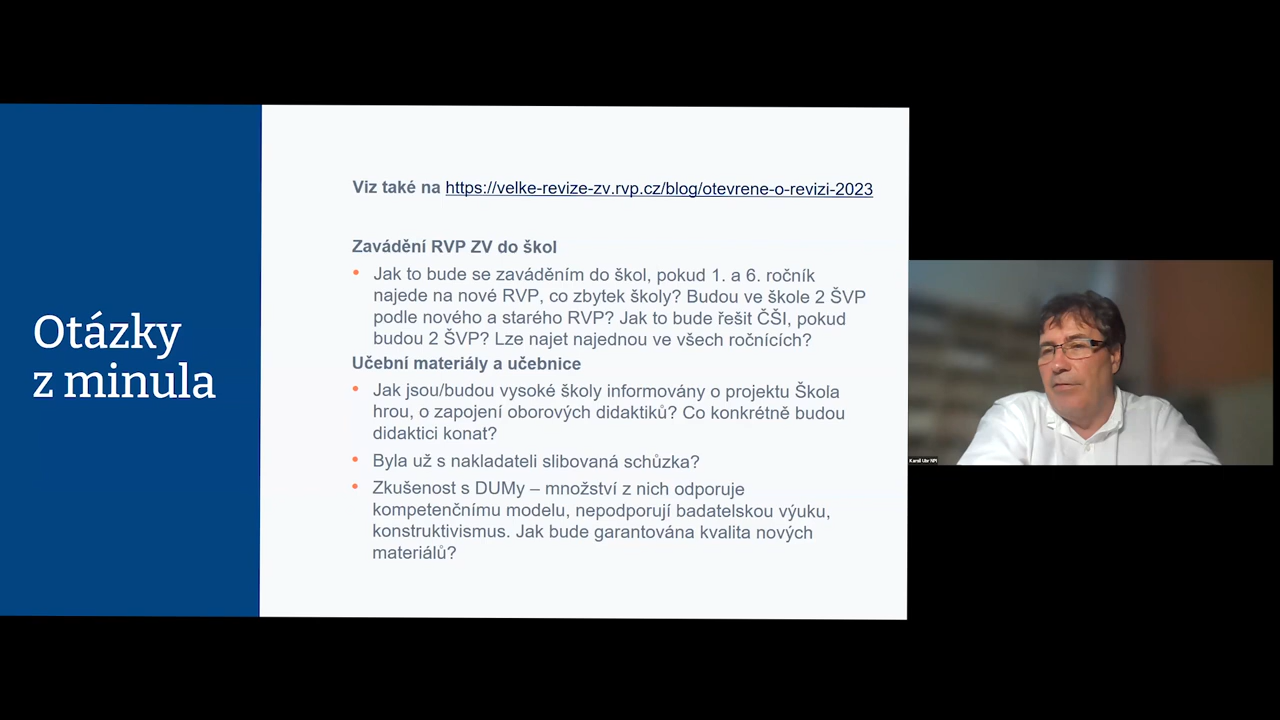 Otázky
z minula
Viz také na https://velke-revize-zv.rvp.cz/blog/otevrene-o-revizi-2023
Zavádění RVP ZV do škol
• Jak to bude se zaváděním do škol, pokud 1. a 6. ročník
najede na nové RVP, co zbytek školy? Budou ve škole 2 ŠVP
podle nového a starého RVP? Jak to bude řešit ČŠI, pokud
budou 2 ŠVP? Lze najet najednou ve všech ročnících?
Učební materiály a učebnice
• Jak jsou/budou vysoké školy informovány o projektu Škola
hrou, o zapojení oborových didaktiků? Co konkrétně budou
didaktici konat?
• Byla už s nakladateli slibovaná schůzka?
• Zkušenost s DUMy – množství z nich odporuje
kompetenčnímu modelu, nepodporují badatelskou výuku,
konstruktivismus. Jak bude garantována kvalita nových
materiálů?
Kamil Uhr NPI